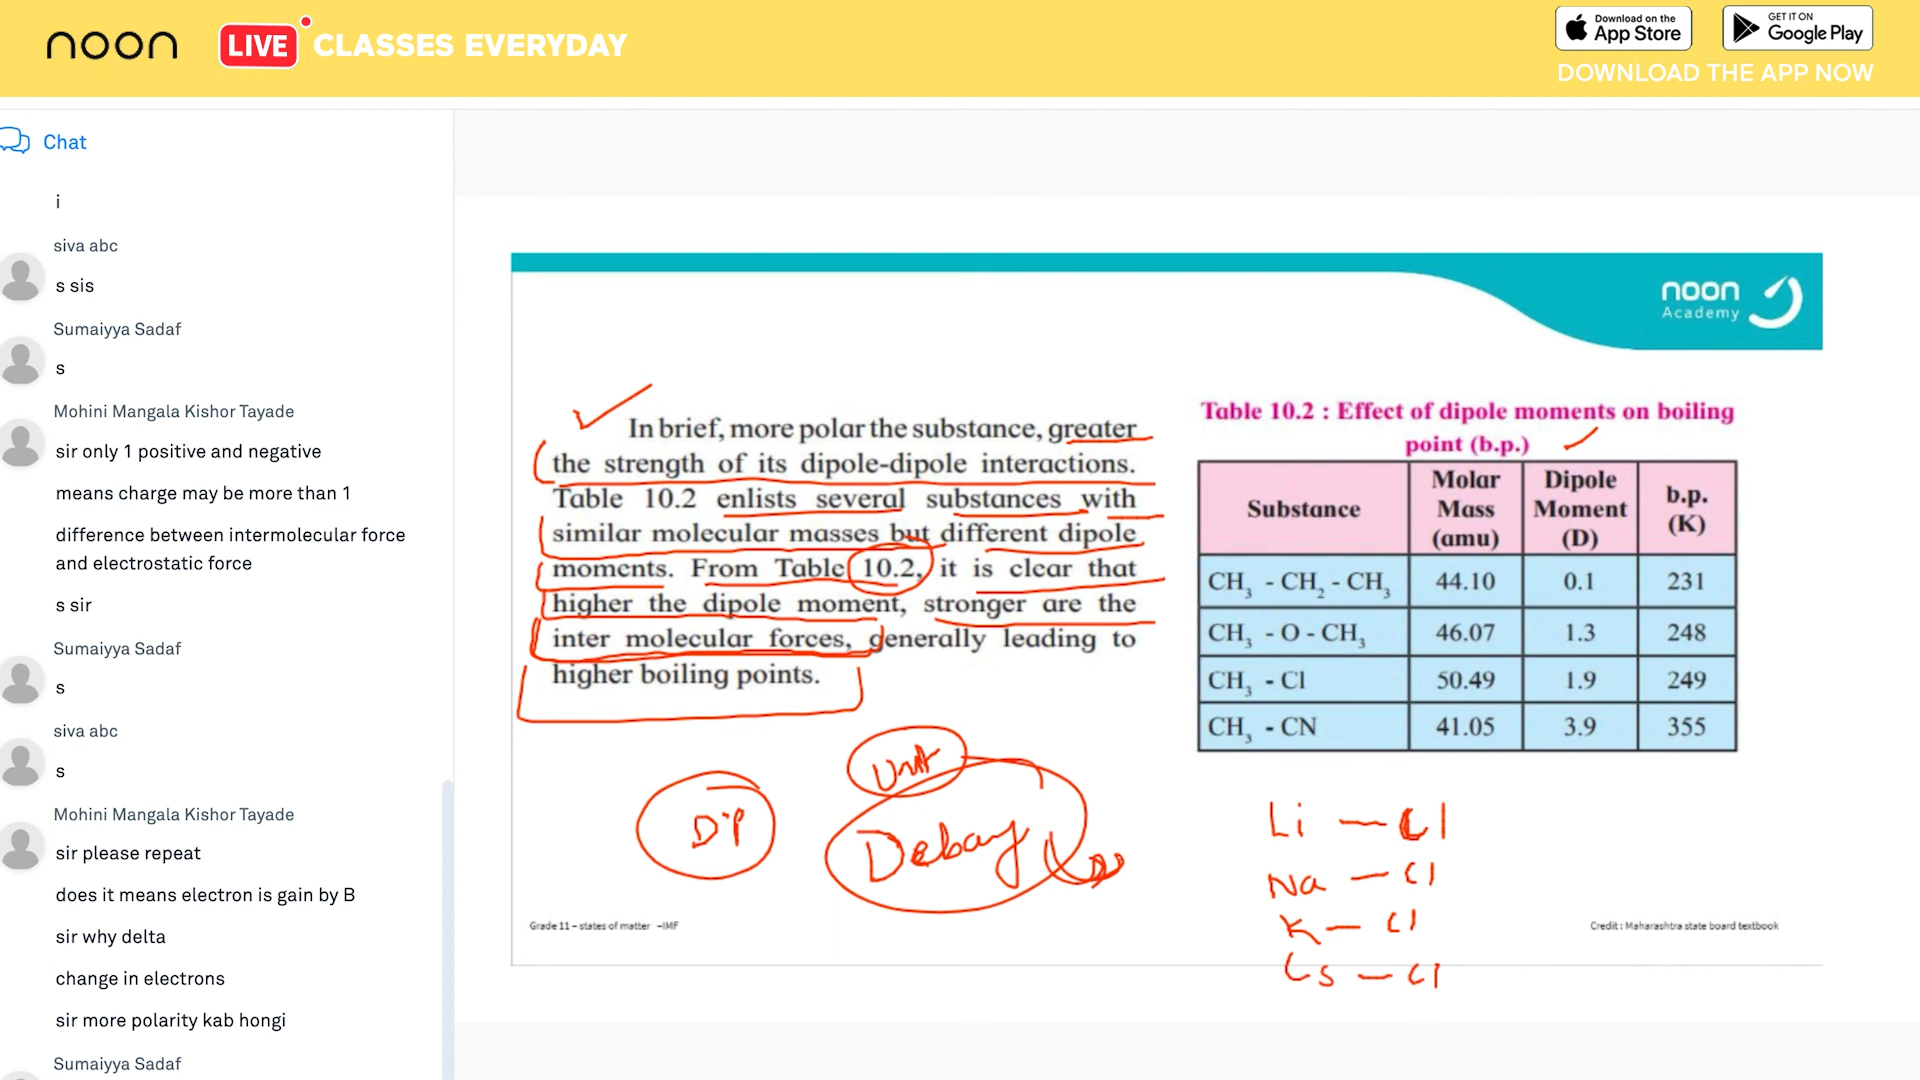 noon LIVE CLASSES EVERYDAY
Download on the App Store
GET IT ON Google Play
DOWNLOAD THE APP NOW
Chat
i
siva abc
s sis
Sumaiyya Sadaf
s
Mohini Mangala Kishor Tayade
sir only 1 positive and negative
means charge may be more than 1
difference between intermolecular force
and electrostatic force
s sir
Sumaiyya Sadaf
s
siva abc
s
Mohini Mangala Kishor Tayade
sir please repeat
does it means electron is gain by B
sir why delta
change in electrons
sir more polarity kab hongi
Sumaiyya Sadaf
noon
Academy
In brief, more polar the substance, greater
the strength of its dipole-dipole interactions.
Table 10.2 enlists several substances with
similar molecular masses but different dipole
moments. From Table 10.2, it is clear that
higher the dipole moment, stronger are the
inter molecular forces, generally leading to
higher boiling points.
Unit
Dip
Debay
Table 10.2 : Effect of dipole moments on boiling
point (b.p.)
Substance Molar Mass (amu) Dipole Moment (D) b.p. (K)
CH₃ - CH₂ - CH₃ 44.10 0.1 231
CH₃ - O - CH₃ 46.07 1.3 248
CH₃ - Cl 50.49 1.9 249
CH₃ - CN 41.05 3.9 355
Li — Cl
Na — Cl
K — Cl
Cs — Cl
Grade 11 – states of matter –IMF
Credit : Maharashtra state board textbook